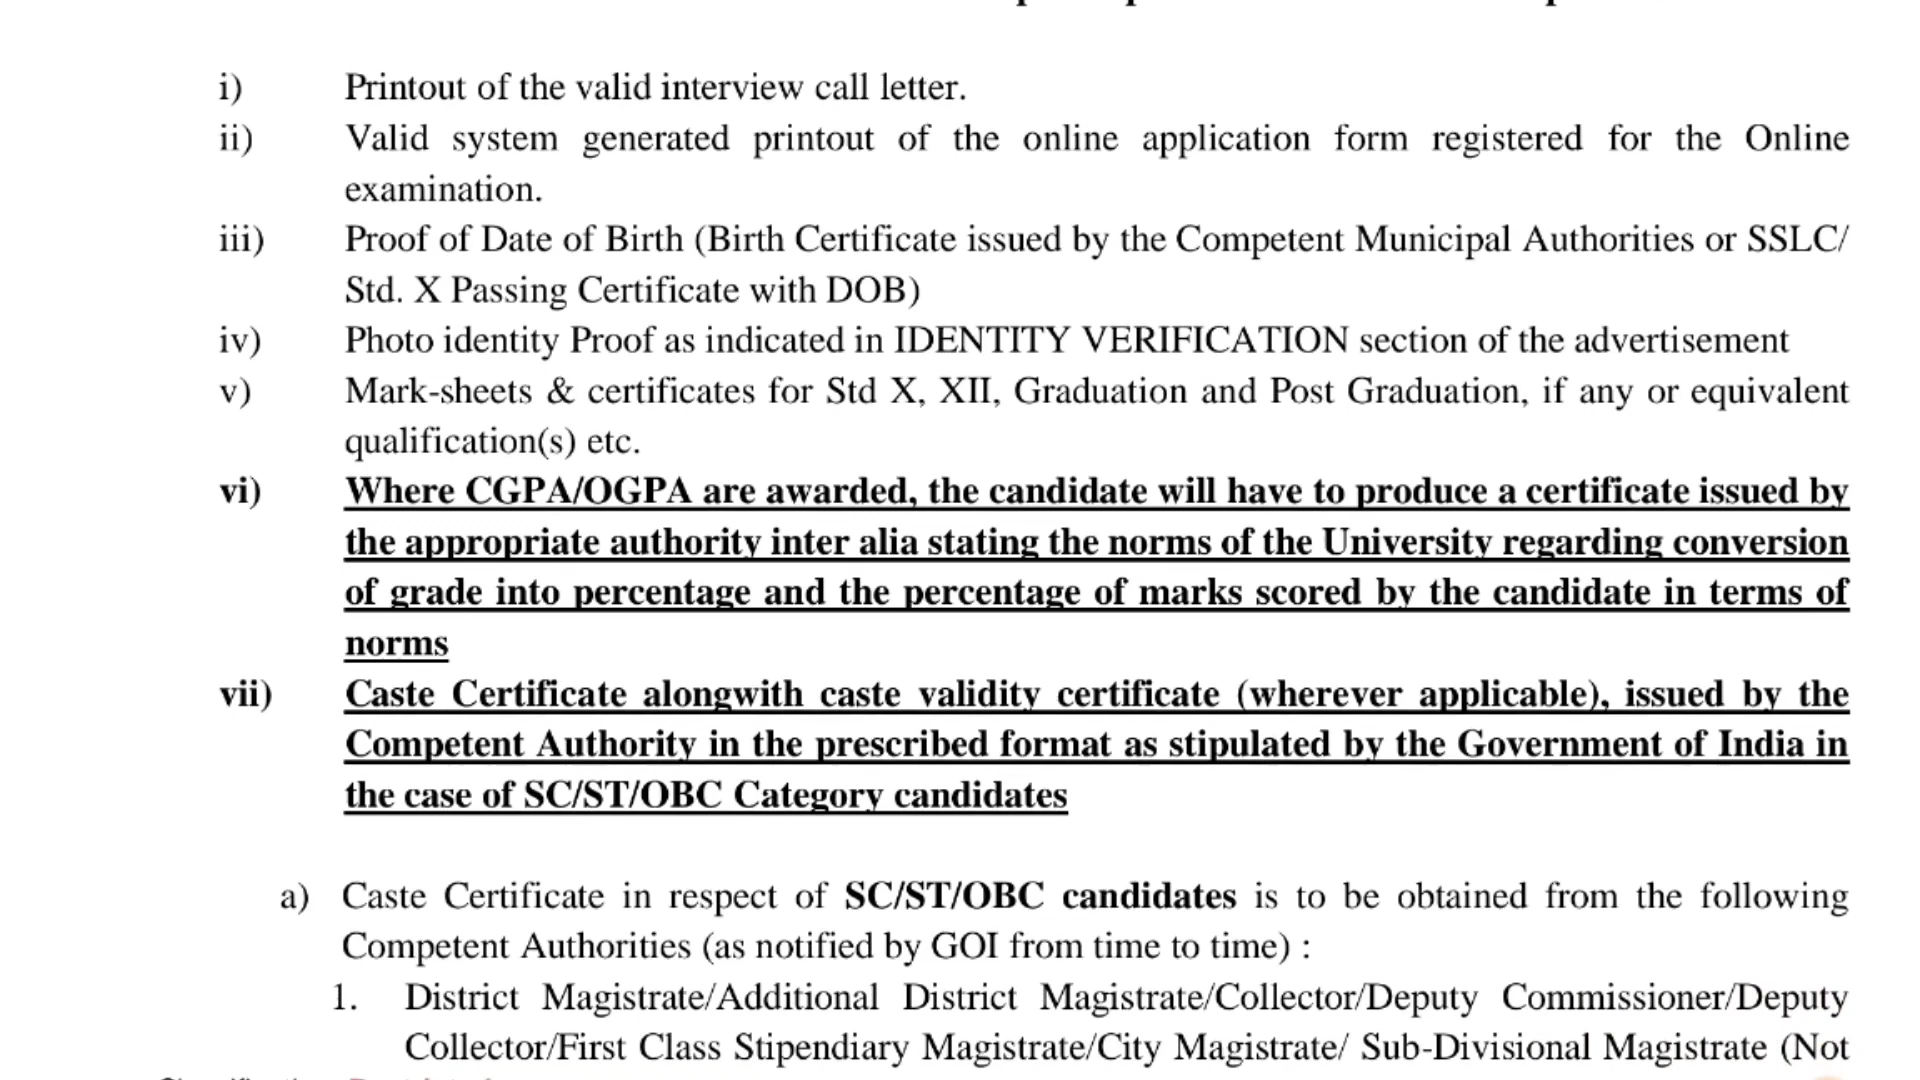 i) Printout of the valid interview call letter.
ii) Valid system generated printout of the online application form registered for the Online
examination.
iii) Proof of Date of Birth (Birth Certificate issued by the Competent Municipal Authorities or SSLC/
Std. X Passing Certificate with DOB)
iv) Photo identity Proof as indicated in IDENTITY VERIFICATION section of the advertisement
v) Mark-sheets & certificates for Std X, XII, Graduation and Post Graduation, if any or equivalent
qualification(s) etc.
vi) Where CGPA/OGPA are awarded, the candidate will have to produce a certificate issued by
the appropriate authority inter alia stating the norms of the University regarding conversion
of grade into percentage and the percentage of marks scored by the candidate in terms of
norms
vii) Caste Certificate alongwith caste validity certificate (wherever applicable), issued by the
Competent Authority in the prescribed format as stipulated by the Government of India in
the case of SC/ST/OBC Category candidates
a) Caste Certificate in respect of SC/ST/OBC candidates is to be obtained from the following
Competent Authorities (as notified by GOI from time to time) :
1. District Magistrate/Additional District Magistrate/Collector/Deputy Commissioner/Deputy
Collector/First Class Stipendiary Magistrate/City Magistrate/ Sub-Divisional Magistrate (Not